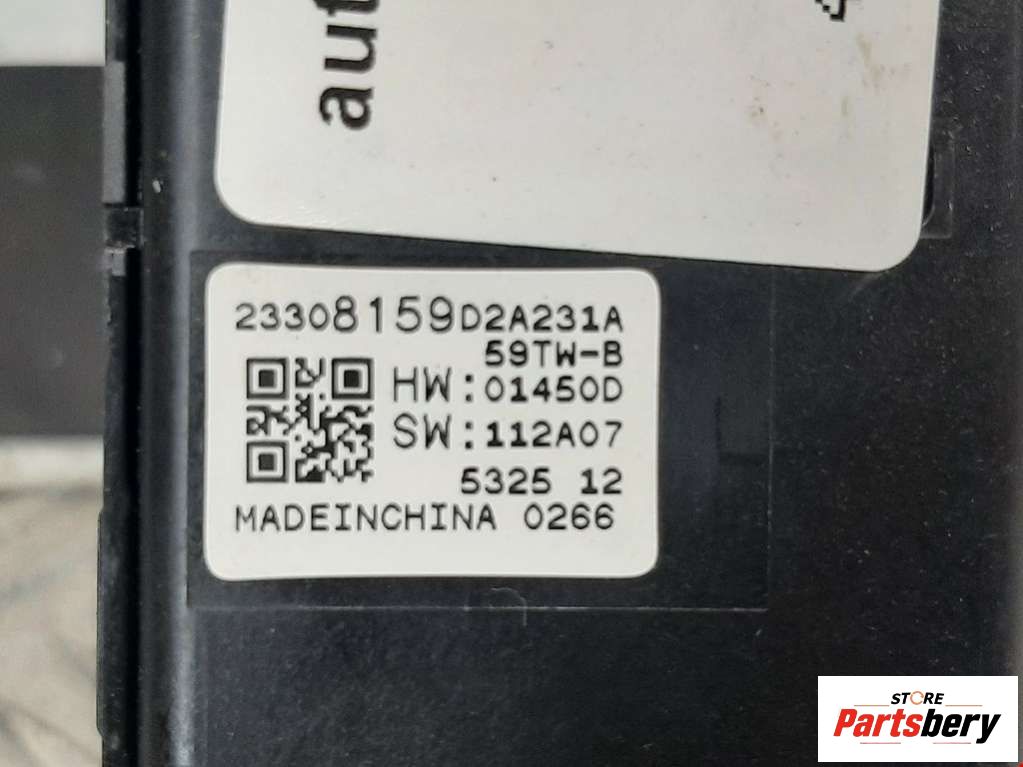 aut
23308159D2A231A
59TW-B
HW:01450D
SW:112A07
5325 12
MADEINCHINA 0266
STORE
Partsbery